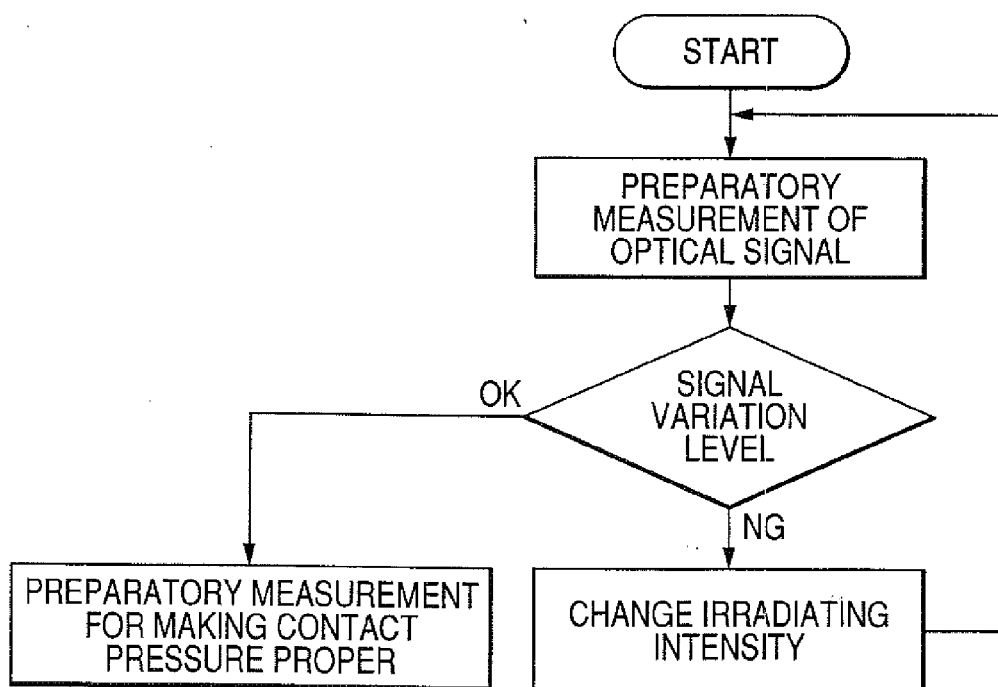 START
PREPARATORY
MEASUREMENT OF
OPTICAL SIGNAL
OK
SIGNAL
VARIATION
LEVEL
NG
PREPARATORY MEASUREMENT
FOR MAKING CONTACT
PRESSURE PROPER
CHANGE IRRADIATING
INTENSITY